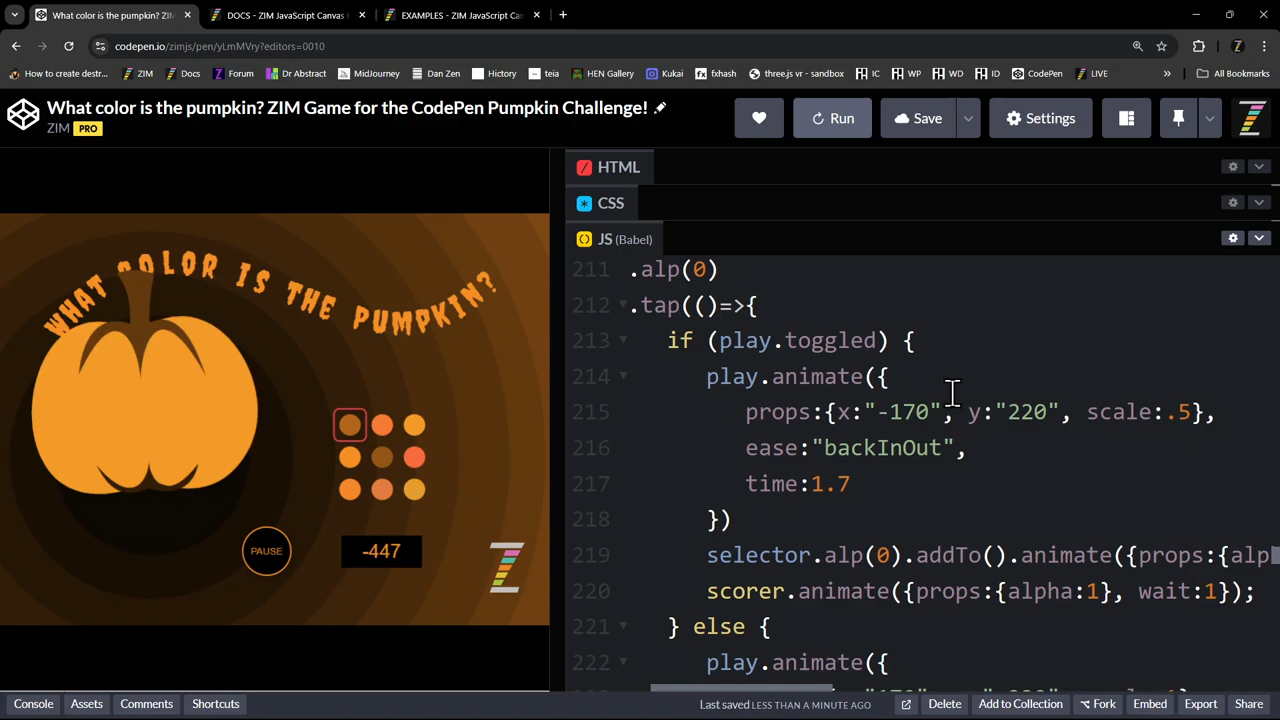 What color is the pumpkin? ZIM
DOCS - ZIM JavaScript Canvas
EXAMPLES - ZIM JavaScript Can
codepen.io/zimjs/pen/yLmMVry?editors=0010
How to create destr... ZIM Docs Forum Dr Abstract MidJourney Dan Zen Hictory teia HEN Gallery Kukai fxhash three.js vr - sandbox IC WP WD ID CodePen LIVE » All Bookmarks
What color is the pumpkin? ZIM Game for the CodePen Pumpkin Challenge!
ZIM PRO
Run Save Settings
HTML
CSS
JS (Babel)
WHAT COLOR IS THE PUMPKIN?
PAUSE
-447
211 .alp(0)
212 .tap(()=>{
213 if (play.toggled) {
214 play.animate({
215 props:{x:"-170", y:"220", scale:.5},
216 ease:"backInOut",
217 time:1.7
218 })
219 selector.alp(0).addTo().animate({props:{alp
220 scorer.animate({props:{alpha:1}, wait:1});
221 } else {
222 play.animate({
Console Assets Comments Shortcuts
Last saved LESS THAN A MINUTE AGO
Delete Add to Collection Fork Embed Export Share